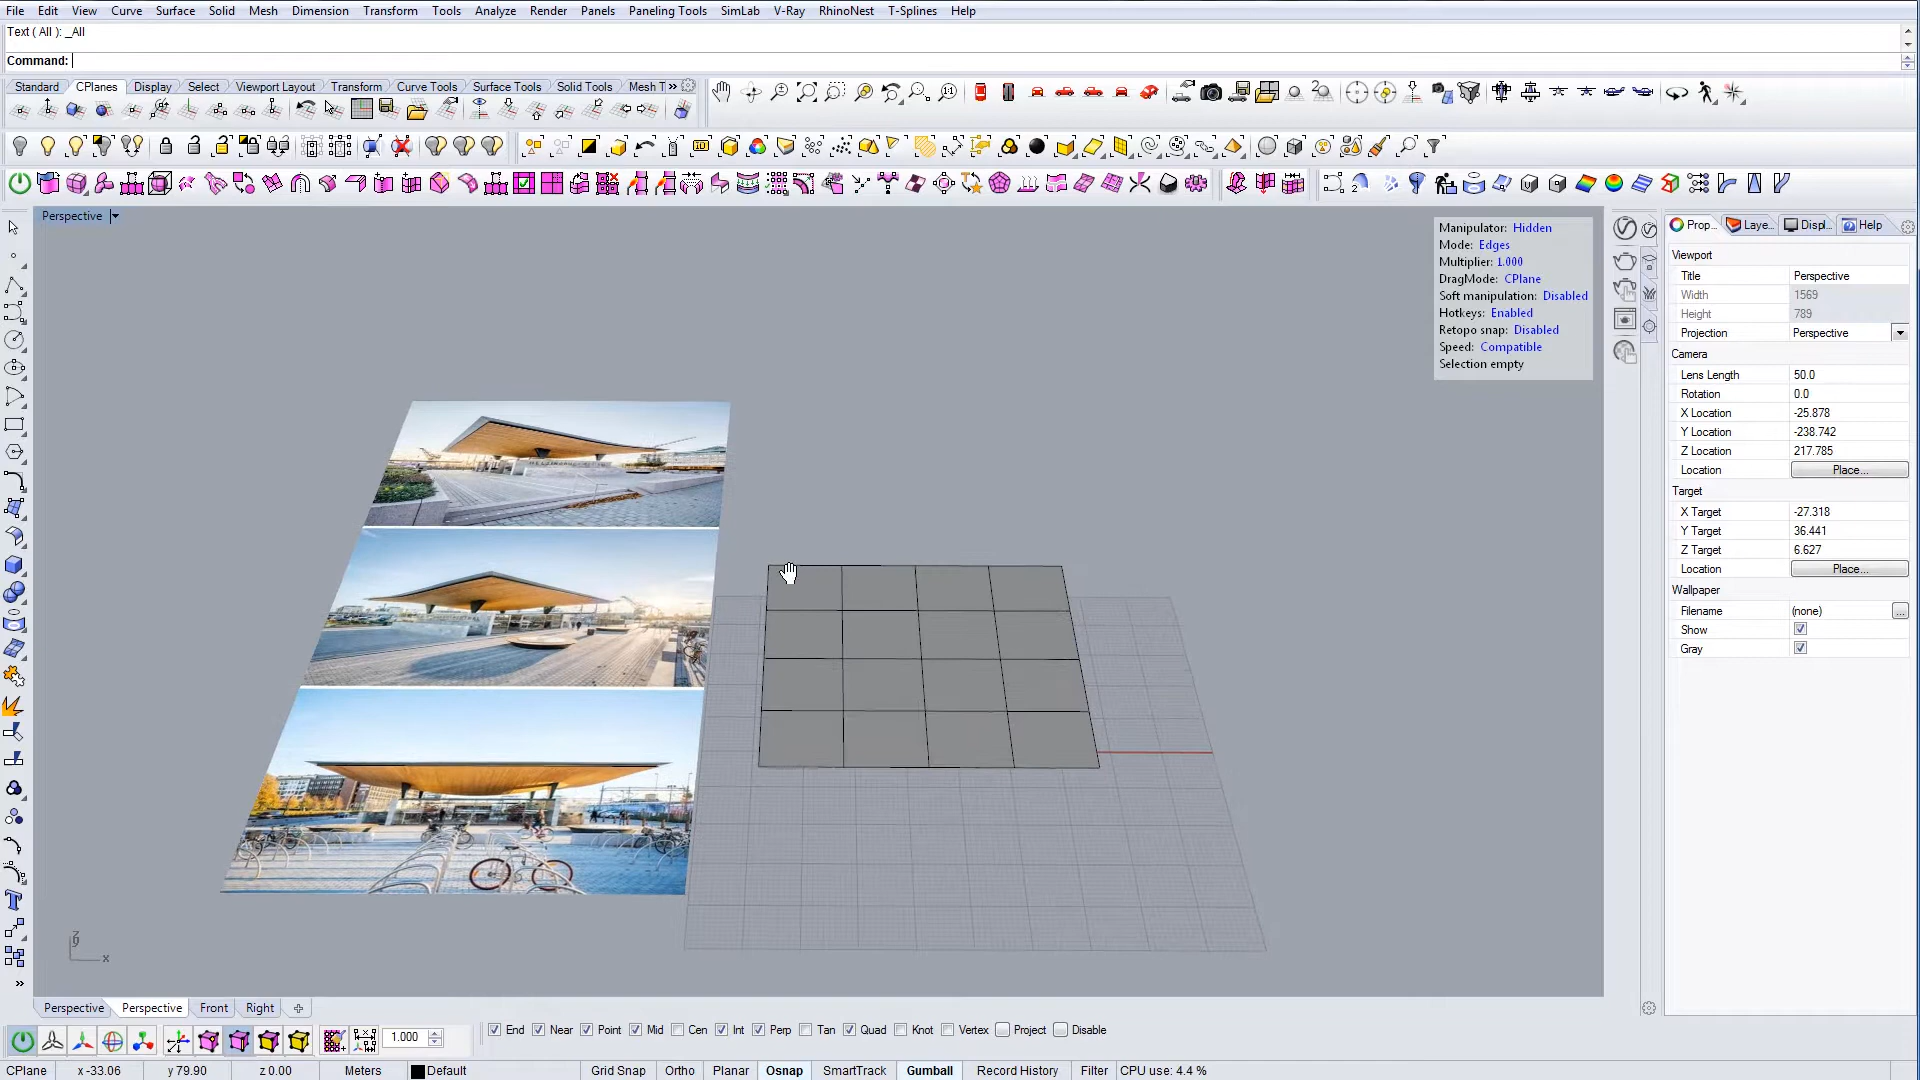 File Edit View Curve Surface Solid Mesh Dimension Transform Tools Analyze Render Panels Paneling Tools SimLab V-Ray RhinoNest T-Splines Help
Text ( All ): _All
Command:
Standard CPlanes Display Select Viewport Layout Transform Curve Tools Surface Tools Solid Tools Mesh T »
Perspective
Manipulator: Hidden
Mode: Edges
Multiplier: 1.000
DragMode: CPlane
Soft manipulation: Disabled
Hotkeys: Enabled
Retopo snap: Disabled
Speed: Compatible
Selection empty
Prop... Laye... Displ... Help
Viewport
Title Perspective
Width 1569
Height 789
Projection Perspective
Camera
Lens Length 50.0
Rotation 0.0
X Location -25.878
Y Location -238.742
Z Location 217.785
Location Place...
Target
X Target -27.318
Y Target 36.441
Z Target 6.627
Location Place...
Wallpaper
Filename (none) ...
Show
Gray
x
»
Perspective Perspective Front Right
1.000
End Near Point Mid Cen Int Perp Tan Quad Knot Vertex Project Disable
CPlane x -33.06 y 79.90 z 0.00 Meters Default Grid Snap Ortho Planar Osnap SmartTrack Gumball Record History Filter CPU use: 4.4 %